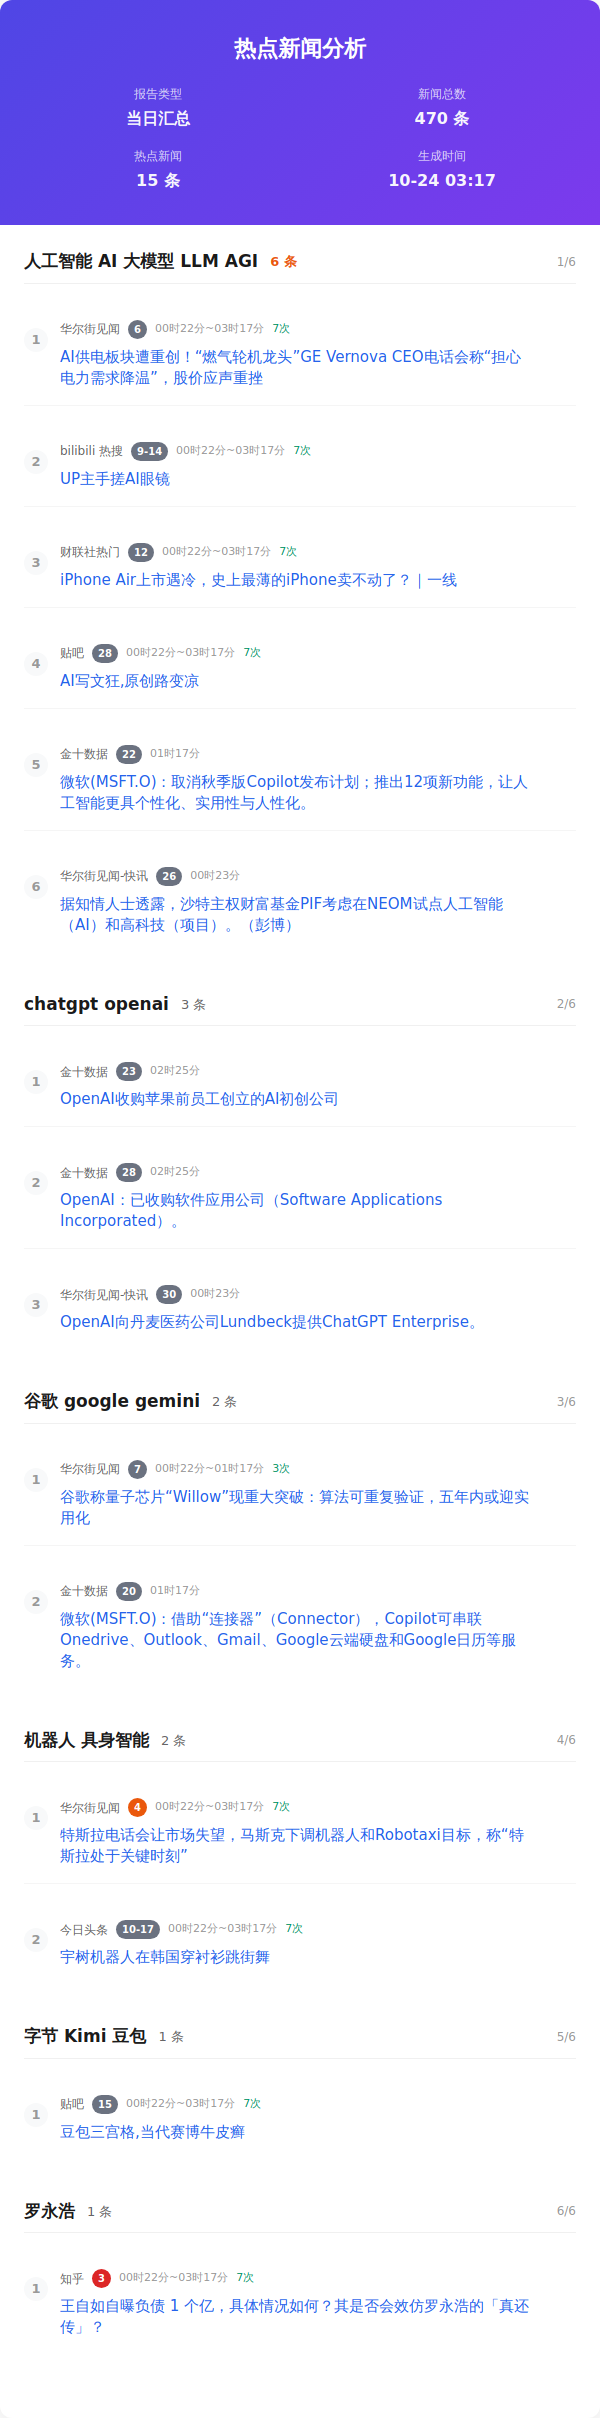 热点新闻分析
报告类型
新闻总数
当日汇总
470 条
热点新闻
生成时间
15 条
10-24 03:17
人工智能 AI 大模型 LLM AGI 6 条 1/6
1
华尔街见闻 6 00时22分~03时17分 7次
AI供电板块遭重创！“燃气轮机龙头”GE Vernova CEO电话会称“担心
电力需求降温”，股价应声重挫
2
bilibili 热搜 9-14 00时22分~03时17分 7次
UP主手搓AI眼镜
3
财联社热门 12 00时22分~03时17分 7次
iPhone Air上市遇冷，史上最薄的iPhone卖不动了？｜一线
4
贴吧 28 00时22分~03时17分 7次
AI写文狂,原创路变凉
5
金十数据 22 01时17分
微软(MSFT.O)：取消秋季版Copilot发布计划；推出12项新功能，让人
工智能更具个性化、实用性与人性化。
6
华尔街见闻-快讯 26 00时23分
据知情人士透露，沙特主权财富基金PIF考虑在NEOM试点人工智能
（AI）和高科技（项目）。（彭博）
chatgpt openai 3 条 2/6
1
金十数据 23 02时25分
OpenAI收购苹果前员工创立的AI初创公司
2
金十数据 28 02时25分
OpenAI：已收购软件应用公司（Software Applications
Incorporated）。
3
华尔街见闻-快讯 30 00时23分
OpenAI向丹麦医药公司Lundbeck提供ChatGPT Enterprise。
谷歌 google gemini 2 条 3/6
1
华尔街见闻 7 00时22分~01时17分 3次
谷歌称量子芯片“Willow”现重大突破：算法可重复验证，五年内或迎实
用化
2
金十数据 20 01时17分
微软(MSFT.O)：借助“连接器”（Connector），Copilot可串联
Onedrive、Outlook、Gmail、Google云端硬盘和Google日历等服
务。
机器人 具身智能 2 条 4/6
1
华尔街见闻 4 00时22分~03时17分 7次
特斯拉电话会让市场失望，马斯克下调机器人和Robotaxi目标，称“特
斯拉处于关键时刻”
2
今日头条 10-17 00时22分~03时17分 7次
宇树机器人在韩国穿衬衫跳街舞
字节 Kimi 豆包 1 条 5/6
1
贴吧 15 00时22分~03时17分 7次
豆包三宫格,当代赛博牛皮癣
罗永浩 1 条 6/6
1
知乎 3 00时22分~03时17分 7次
王自如自曝负债 1 个亿，具体情况如何？其是否会效仿罗永浩的「真还
传」？